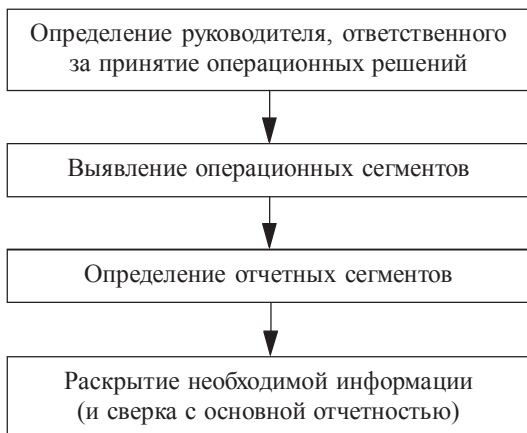 Определение руководителя, ответственного
за принятие операционных решений
Выявление операционных сегментов
Определение отчетных сегментов
Раскрытие необходимой информации
(и сверка с основной отчетностью)